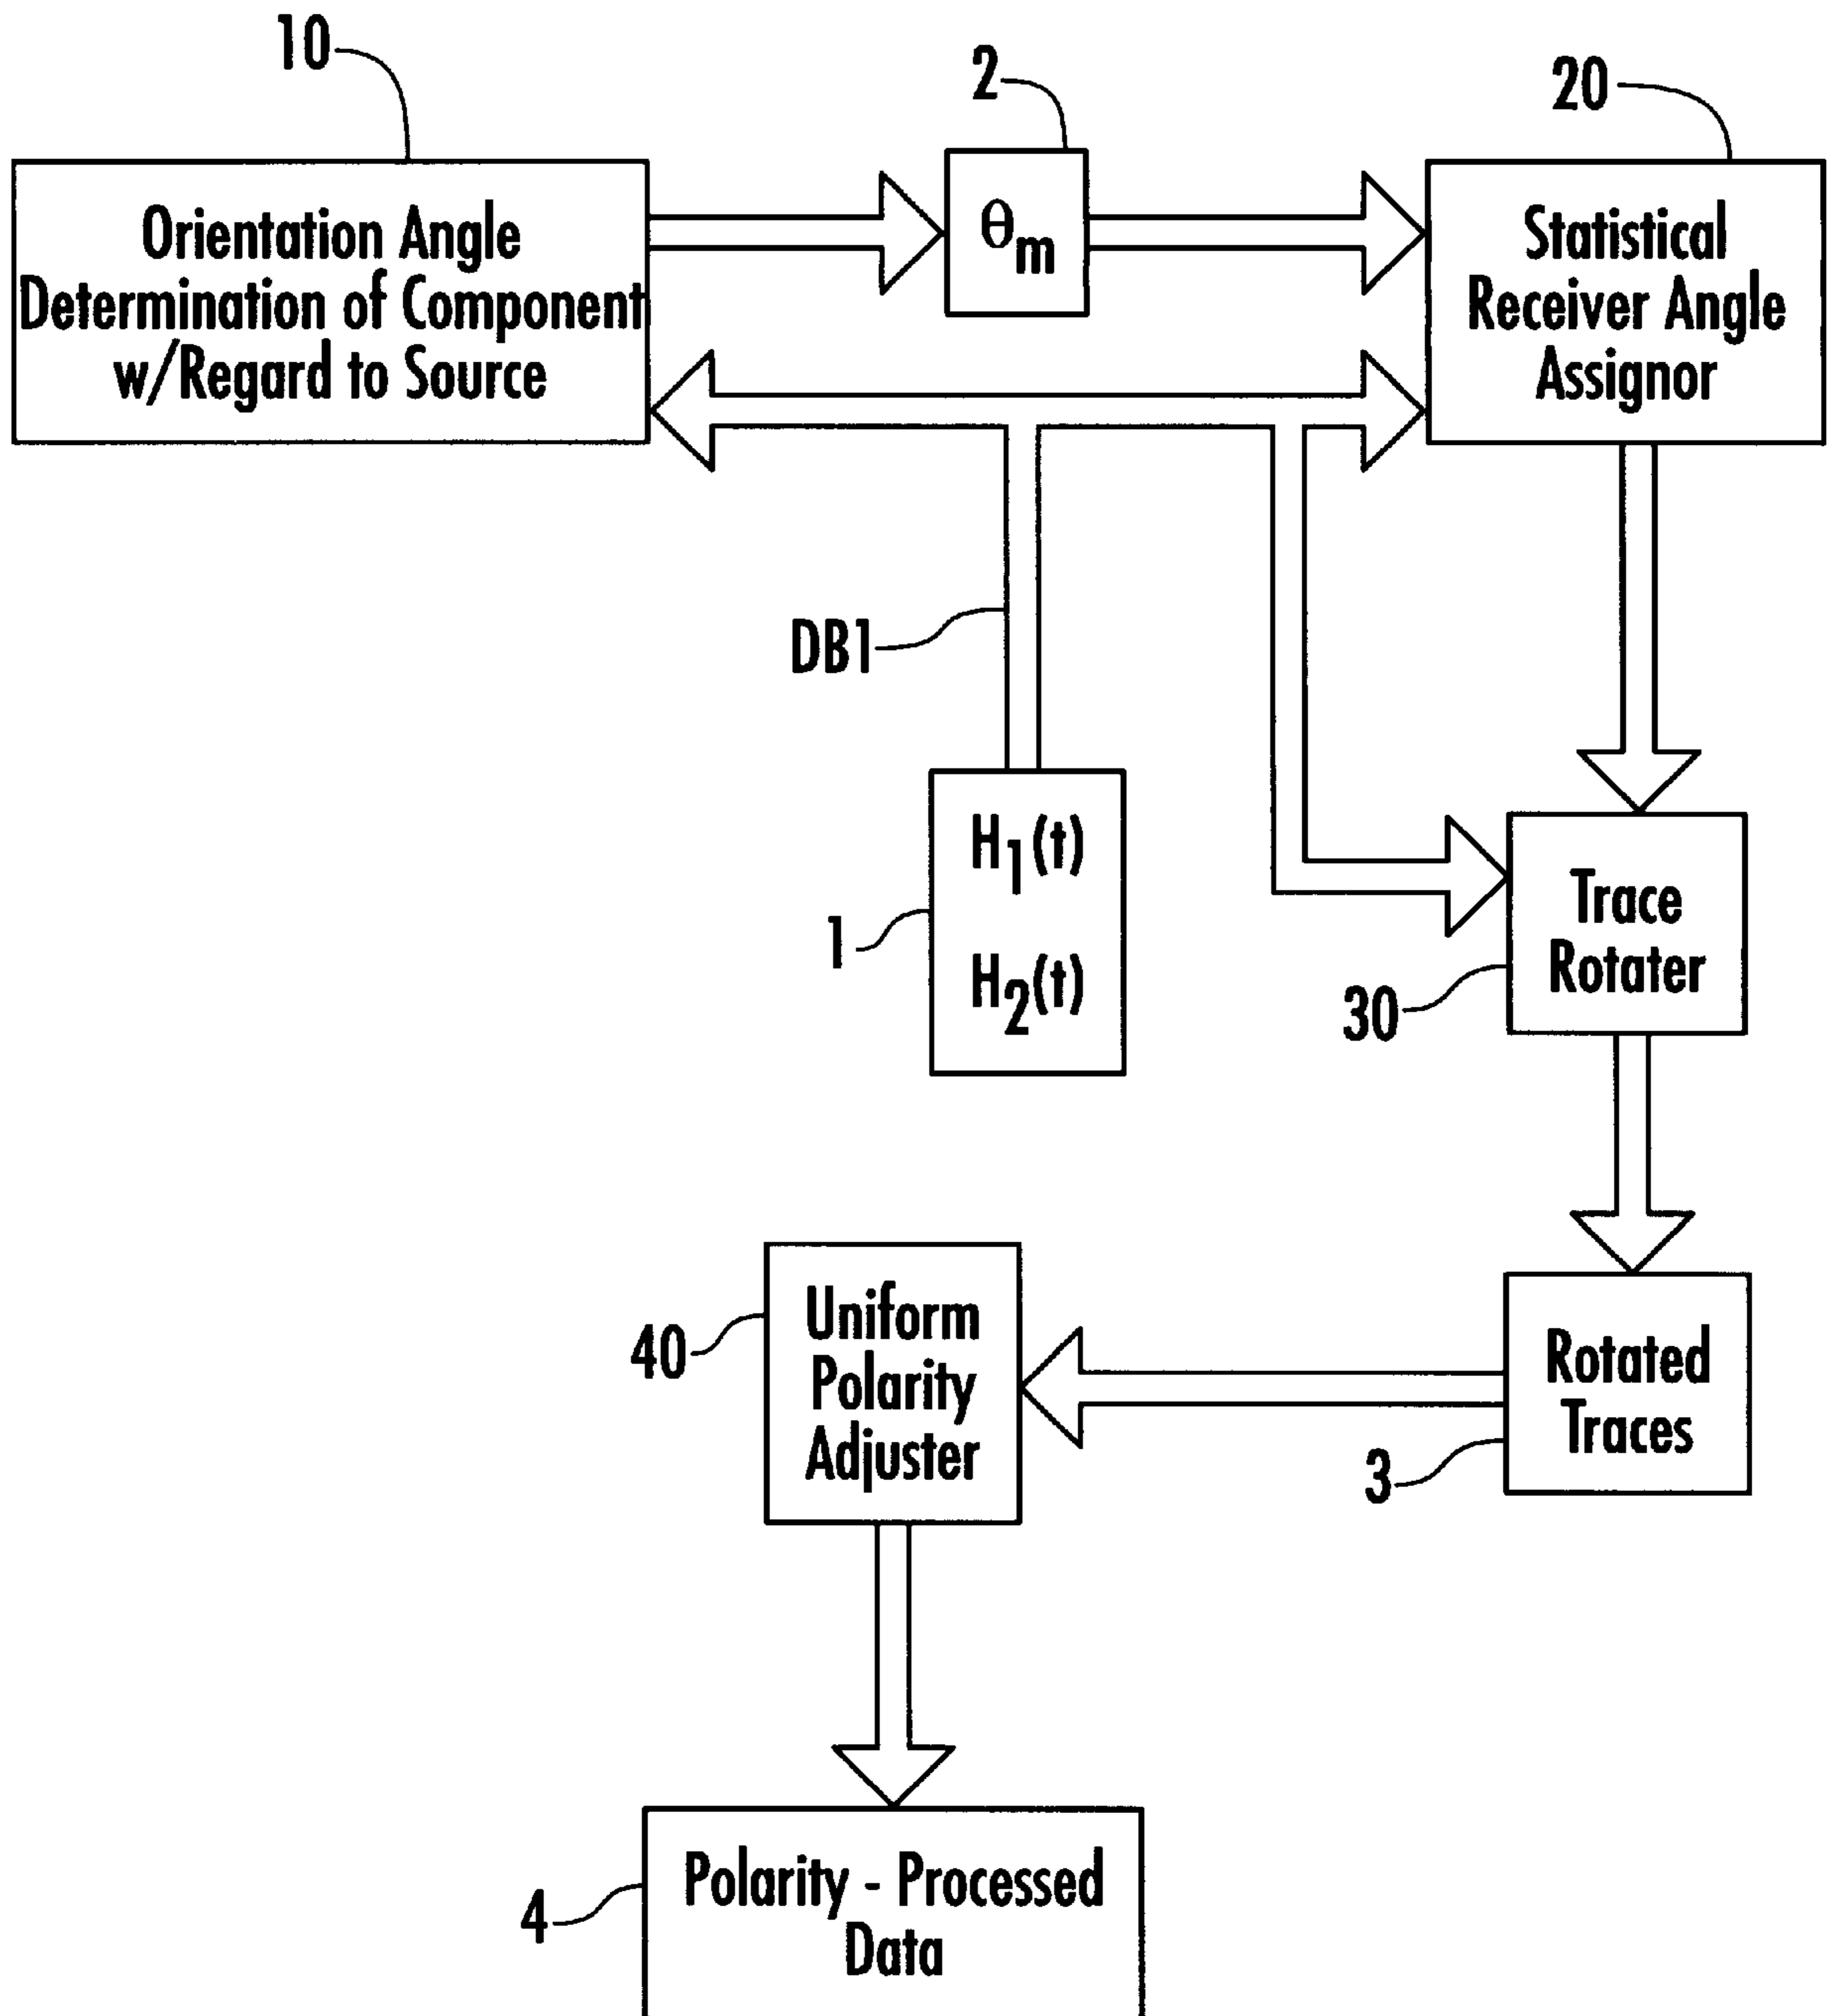 10
2
20
Orientation Angle
Determination of Component
w/Regard to Source
θm
Statistical
Receiver Angle
Assignor
DB1
H1(t)
H2(t)
1
Trace
Rotater
30
Uniform
Polarity
Adjuster
40
Rotated
Traces
3
Polarity - Processed
Data
4